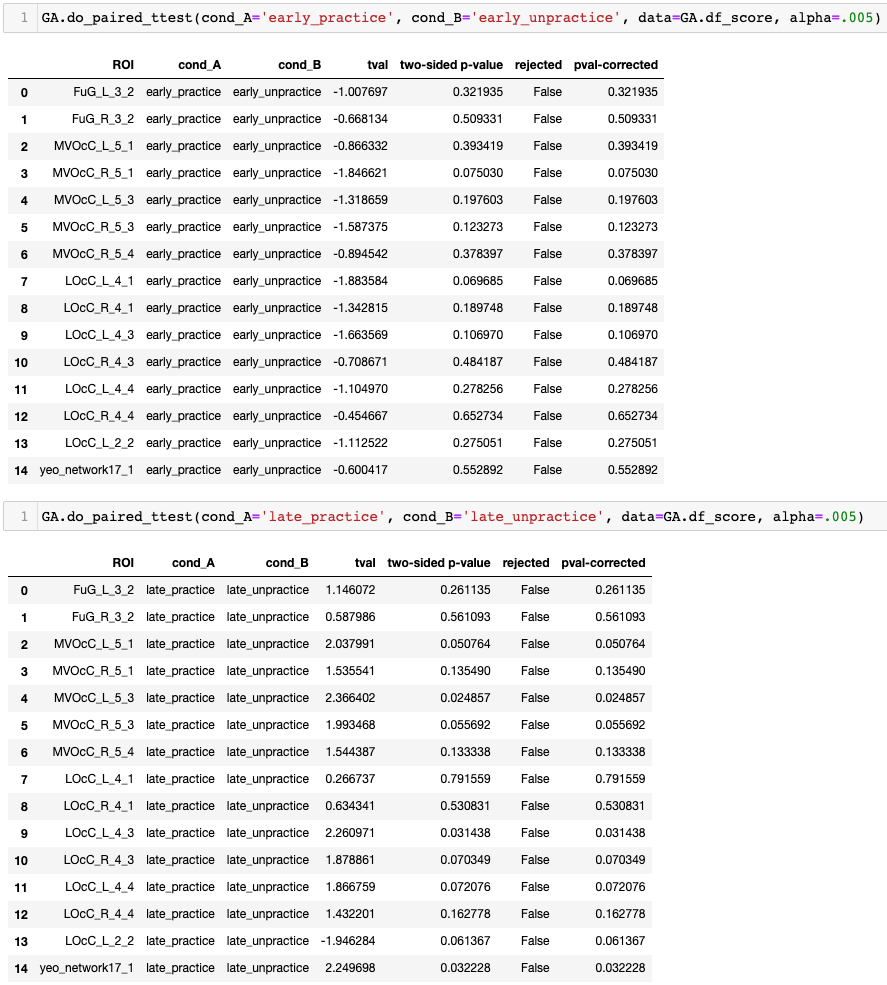 1 GA.do_paired_ttest(cond_A='early_practice', cond_B='early_unpractice', data=GA.df_score, alpha=.005)
ROI cond_A cond_B tval two-sided p-value rejected pval-corrected
0 FuG_L_3_2 early_practice early_unpractice -1.007697 0.321935 False 0.321935
1 FuG_R_3_2 early_practice early_unpractice -0.668134 0.509331 False 0.509331
2 MVOcC_L_5_1 early_practice early_unpractice -0.866332 0.393419 False 0.393419
3 MVOcC_R_5_1 early_practice early_unpractice -1.846621 0.075030 False 0.075030
4 MVOcC_L_5_3 early_practice early_unpractice -1.318659 0.197603 False 0.197603
5 MVOcC_R_5_3 early_practice early_unpractice -1.587375 0.123273 False 0.123273
6 MVOcC_R_5_4 early_practice early_unpractice -0.894542 0.378397 False 0.378397
7 LOcC_L_4_1 early_practice early_unpractice -1.883584 0.069685 False 0.069685
8 LOcC_R_4_1 early_practice early_unpractice -1.342815 0.189748 False 0.189748
9 LOcC_L_4_3 early_practice early_unpractice -1.663569 0.106970 False 0.106970
10 LOcC_R_4_3 early_practice early_unpractice -0.708671 0.484187 False 0.484187
11 LOcC_L_4_4 early_practice early_unpractice -1.104970 0.278256 False 0.278256
12 LOcC_R_4_4 early_practice early_unpractice -0.454667 0.652734 False 0.652734
13 LOcC_L_2_2 early_practice early_unpractice -1.112522 0.275051 False 0.275051
14 yeo_network17_1 early_practice early_unpractice -0.600417 0.552892 False 0.552892
1 GA.do_paired_ttest(cond_A='late_practice', cond_B='late_unpractice', data=GA.df_score, alpha=.005)
ROI cond_A cond_B tval two-sided p-value rejected pval-corrected
0 FuG_L_3_2 late_practice late_unpractice 1.146072 0.261135 False 0.261135
1 FuG_R_3_2 late_practice late_unpractice 0.587986 0.561093 False 0.561093
2 MVOcC_L_5_1 late_practice late_unpractice 2.037991 0.050764 False 0.050764
3 MVOcC_R_5_1 late_practice late_unpractice 1.535541 0.135490 False 0.135490
4 MVOcC_L_5_3 late_practice late_unpractice 2.366402 0.024857 False 0.024857
5 MVOcC_R_5_3 late_practice late_unpractice 1.993468 0.055692 False 0.055692
6 MVOcC_R_5_4 late_practice late_unpractice 1.544387 0.133338 False 0.133338
7 LOcC_L_4_1 late_practice late_unpractice 0.266737 0.791559 False 0.791559
8 LOcC_R_4_1 late_practice late_unpractice 0.634341 0.530831 False 0.530831
9 LOcC_L_4_3 late_practice late_unpractice 2.260971 0.031438 False 0.031438
10 LOcC_R_4_3 late_practice late_unpractice 1.878861 0.070349 False 0.070349
11 LOcC_L_4_4 late_practice late_unpractice 1.866759 0.072076 False 0.072076
12 LOcC_R_4_4 late_practice late_unpractice 1.432201 0.162778 False 0.162778
13 LOcC_L_2_2 late_practice late_unpractice -1.946284 0.061367 False 0.061367
14 yeo_network17_1 late_practice late_unpractice 2.249698 0.032228 False 0.032228